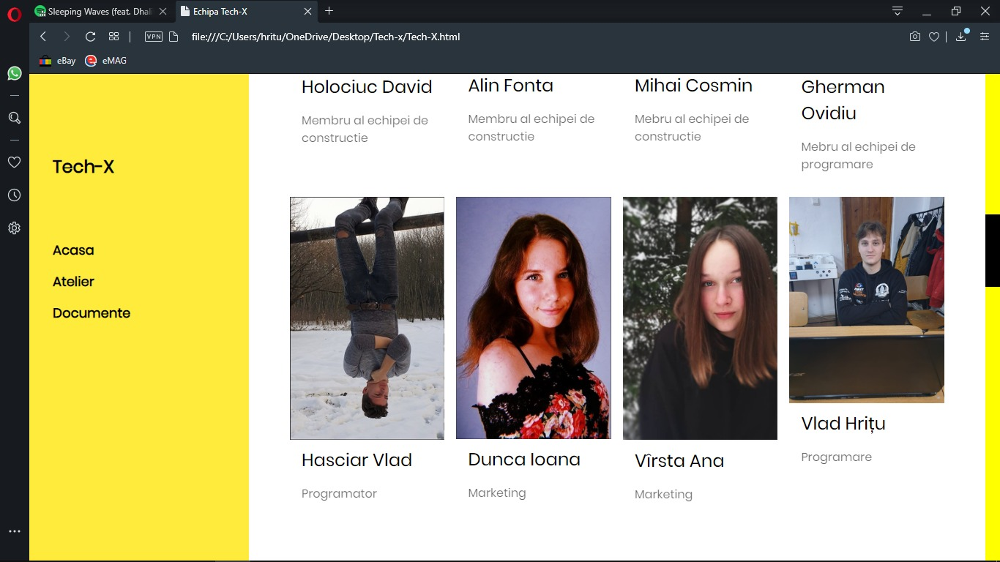 Sleeping Waves (feat. Dhali
Echipa Tech-X
VPN
file:///C:/Users/hritu/OneDrive/Desktop/Tech-x/Tech-X.html
eBay
eMAG
Tech-X
Acasa
Atelier
Documente
Holociuc David
Membru al echipei de
constructie
Alin Fonta
Membru al echipei de
constructie
Mihai Cosmin
Mebru al echipei de
constructie
Gherman
Ovidiu
Mebru al echipei de
programare
Hasciar Vlad
Programator
Dunca Ioana
Marketing
Vîrsta Ana
Marketing
acer
Vlad Hrițu
Programare